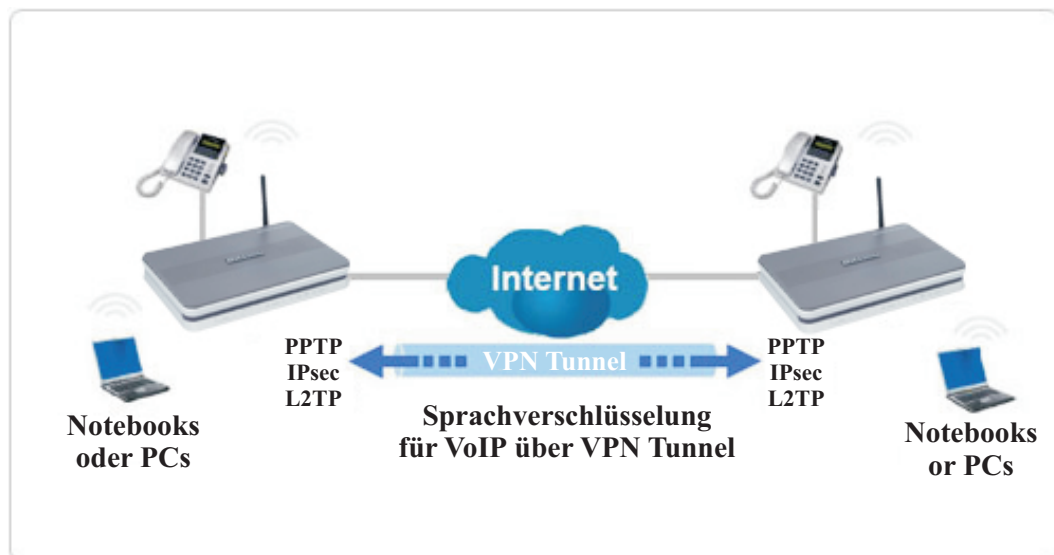 Internet
PPTP
IPsec
L2TP
VPN Tunnel
PPTP
IPsec
L2TP
Notebooks
oder PCs
Sprachverschlüsselung
für VoIP über VPN Tunnel
Notebooks
or PCs